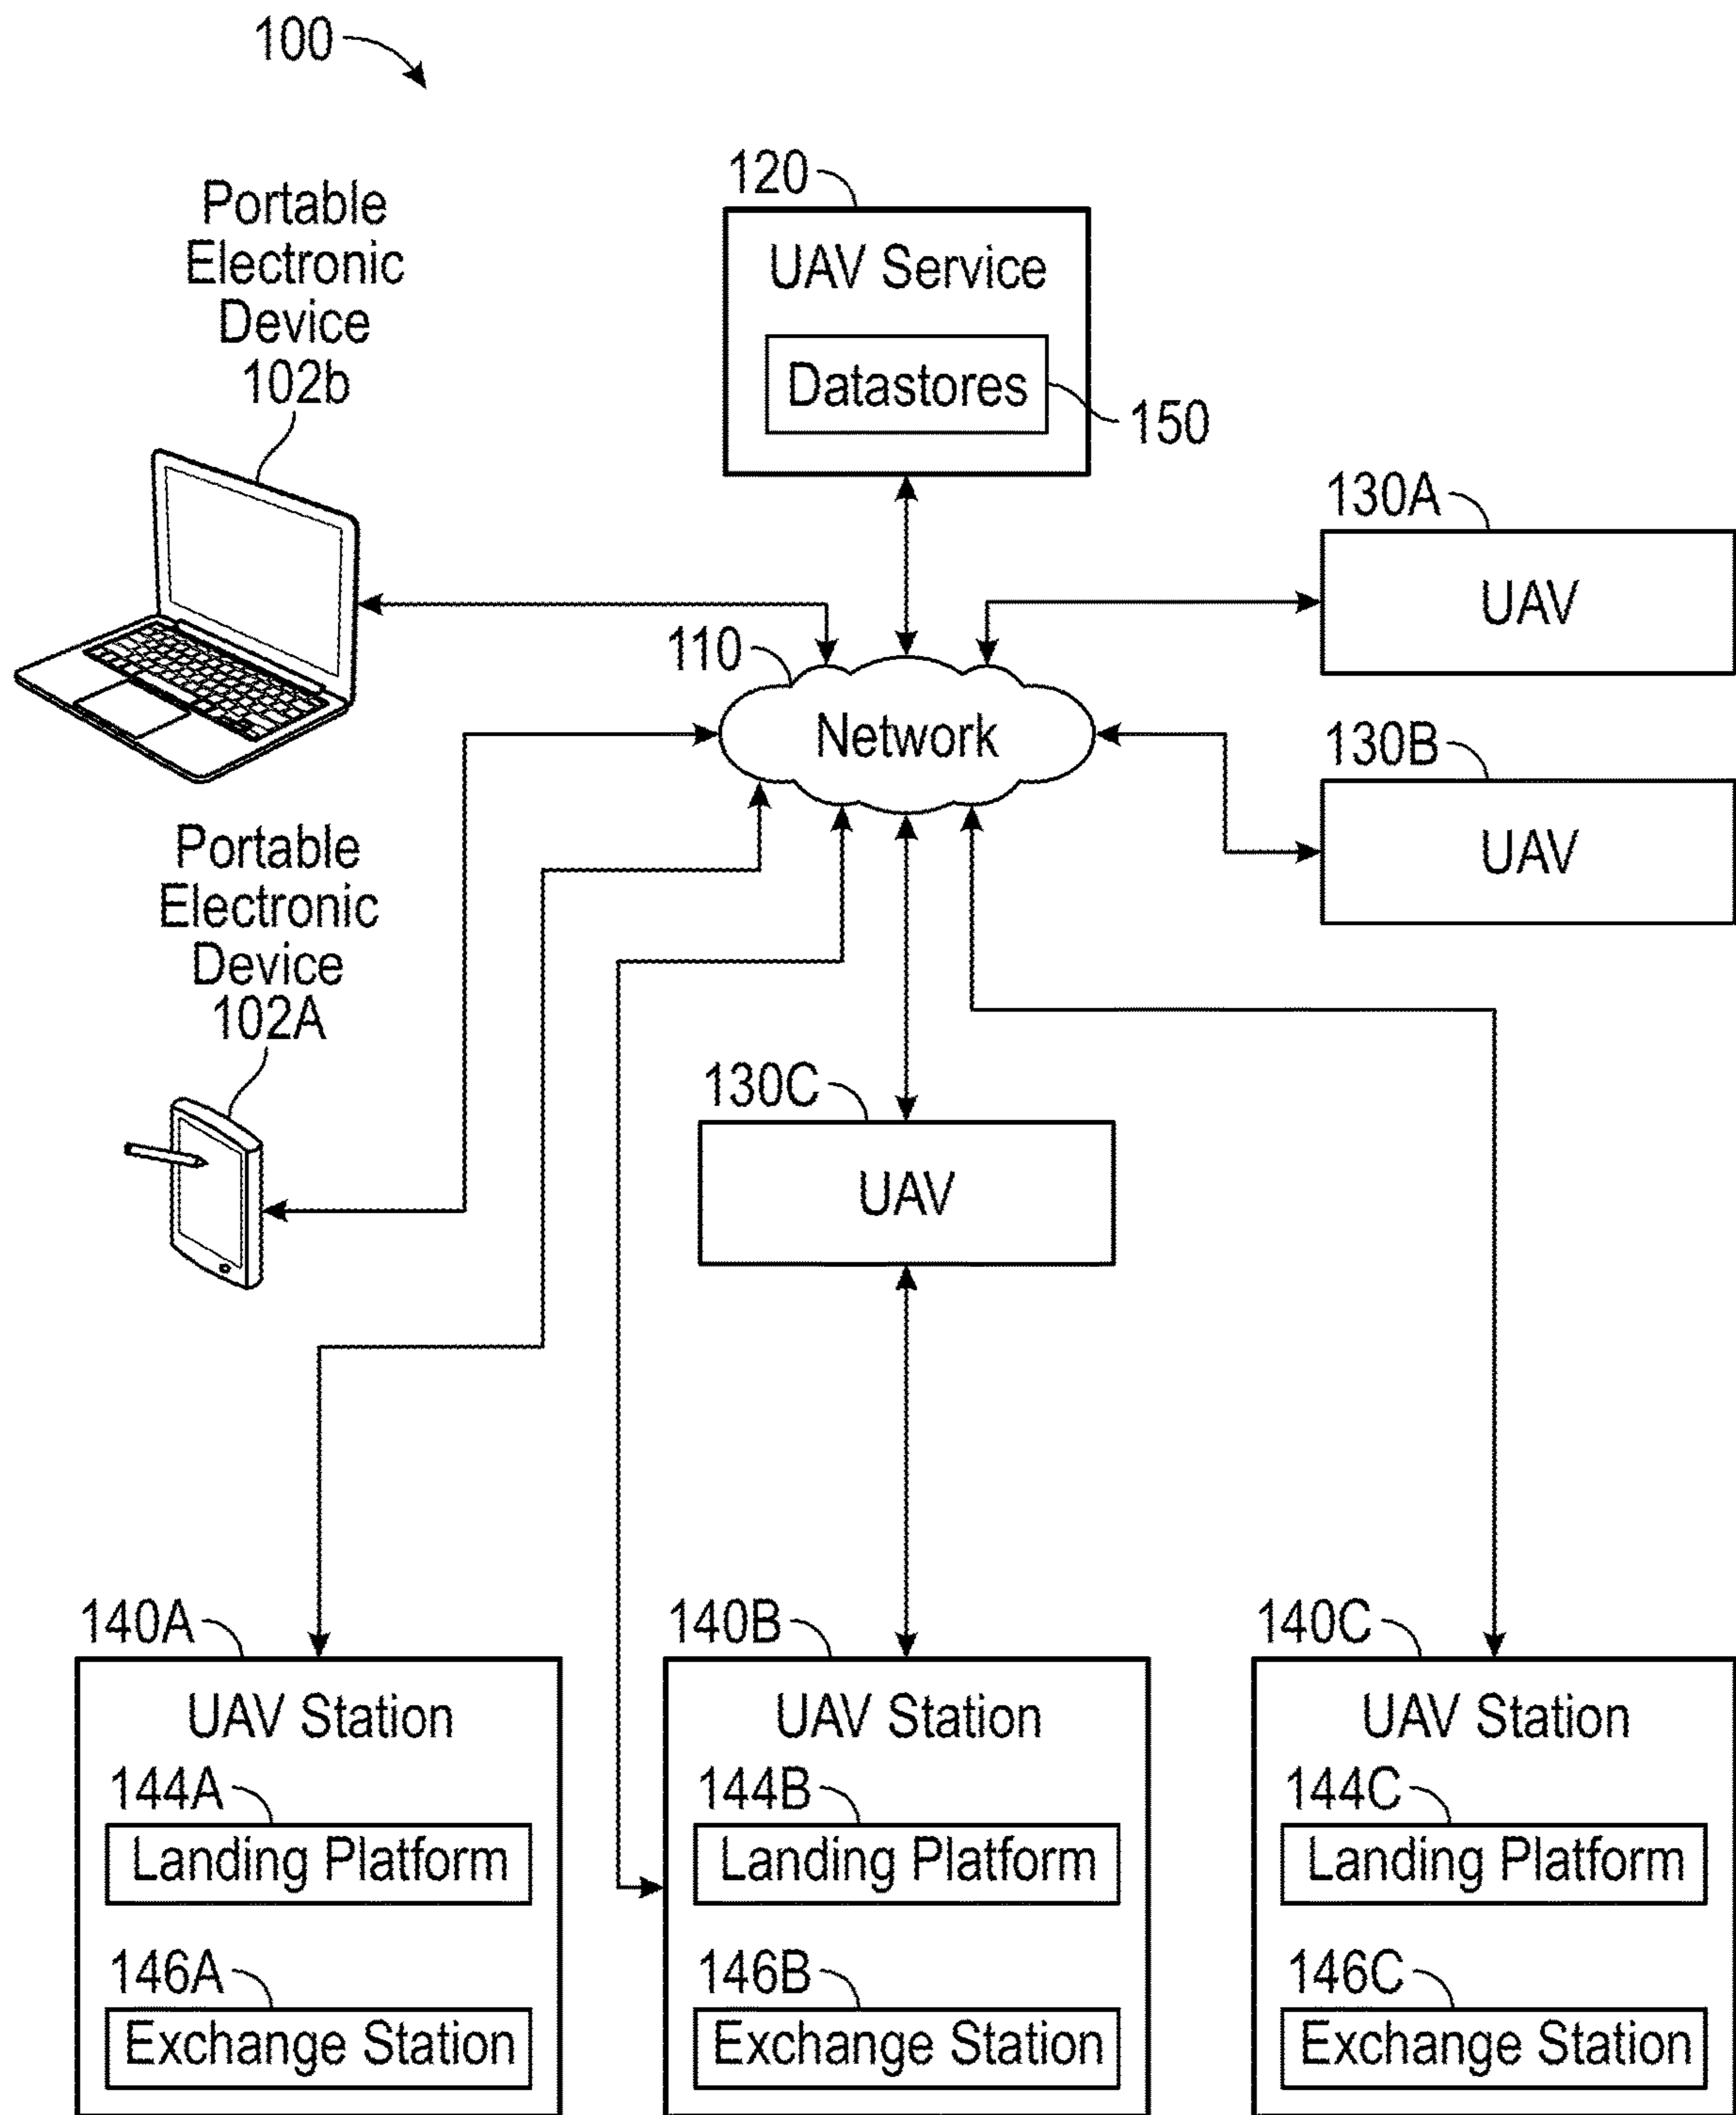 100
Portable
Electronic
Device
102b
120
UAV Service
Datastores
150
130A
UAV
110
Network
130B
UAV
Portable
Electronic
Device
102A
130C
UAV
140A
UAV Station
144A
Landing Platform
146A
Exchange Station
140B
UAV Station
144B
Landing Platform
146B
Exchange Station
140C
UAV Station
144C
Landing Platform
146C
Exchange Station